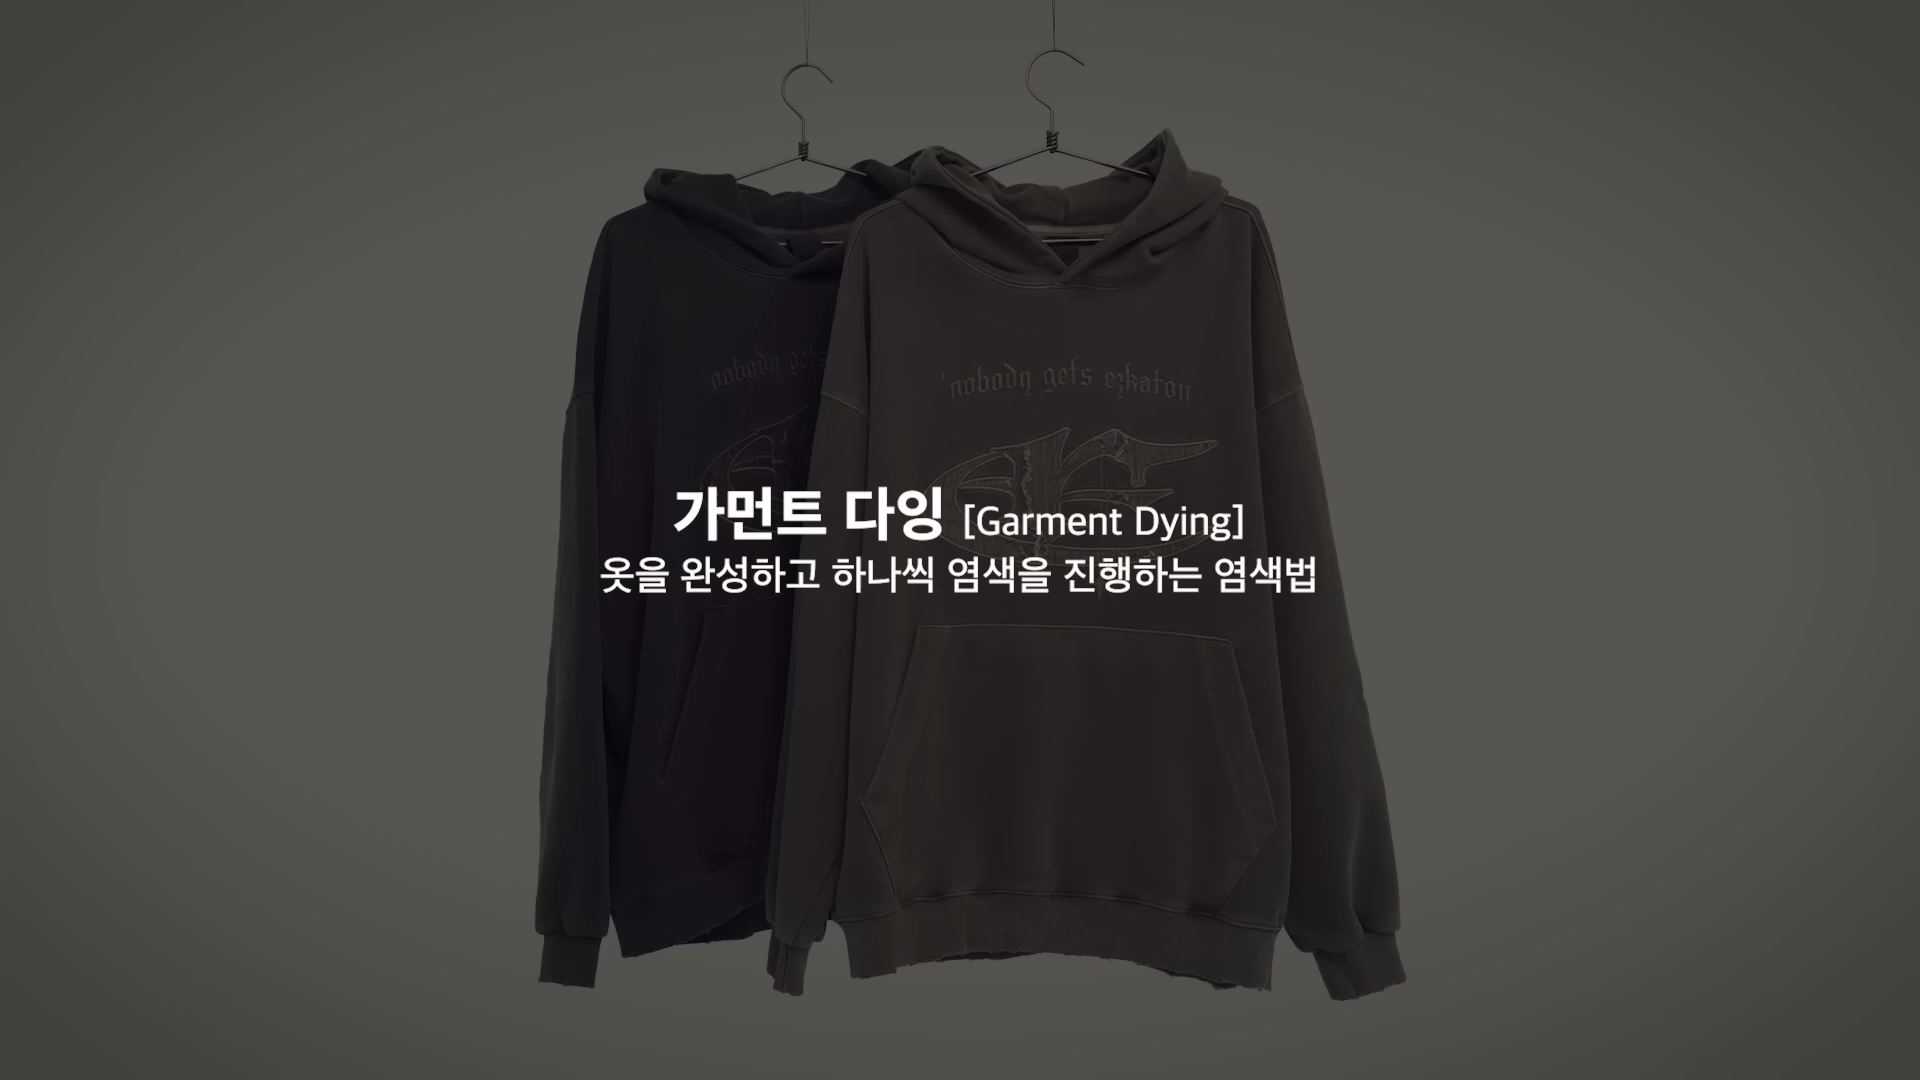 'nobody gets
'nobody gets ezkaton
가먼트 다잉 [Garment Dying]
옷을 완성하고 하나씩 염색을 진행하는 염색법